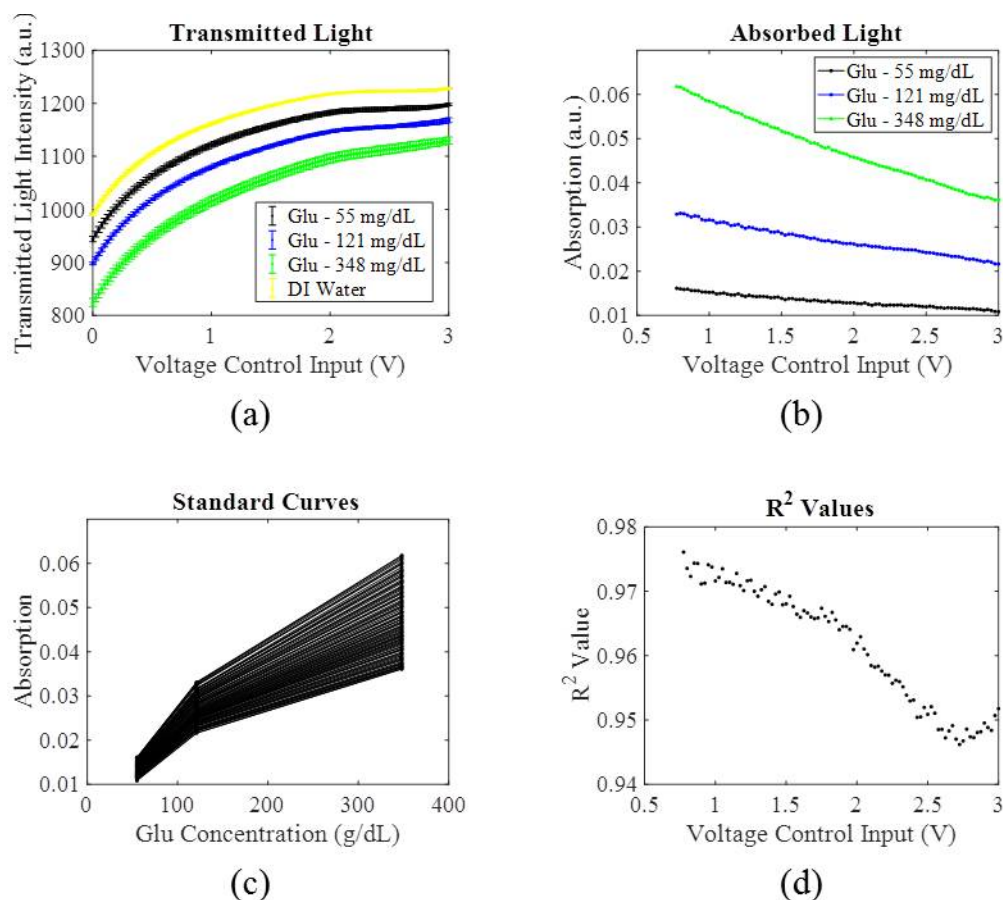 Transmitted Light
Transmitted Light Intensity (a.u.)
1300
1200
1100
1000
900
800
Glu - 55 mg/dL
Glu - 121 mg/dL
Glu - 348 mg/dL
DI Water
0 1 2 3
Voltage Control Input (V)
(a)
Absorbed Light
Absorption (a.u.)
0.06
0.05
0.04
0.03
0.02
0.01
Glu - 55 mg/dL
Glu - 121 mg/dL
Glu - 348 mg/dL
1 1.5 2 2.5 3
Voltage Control Input (V)
(b)
Standard Curves
Absorption
0.06
0.05
0.04
0.03
0.02
0.01
0 100 200 300 400
Glu Concentration (g/dL)
(c)
R² Values
R² Value
0.98
0.97
0.96
0.95
0.94
0.5 1 1.5 2 2.5 3
Voltage Control Input (V)
(d)